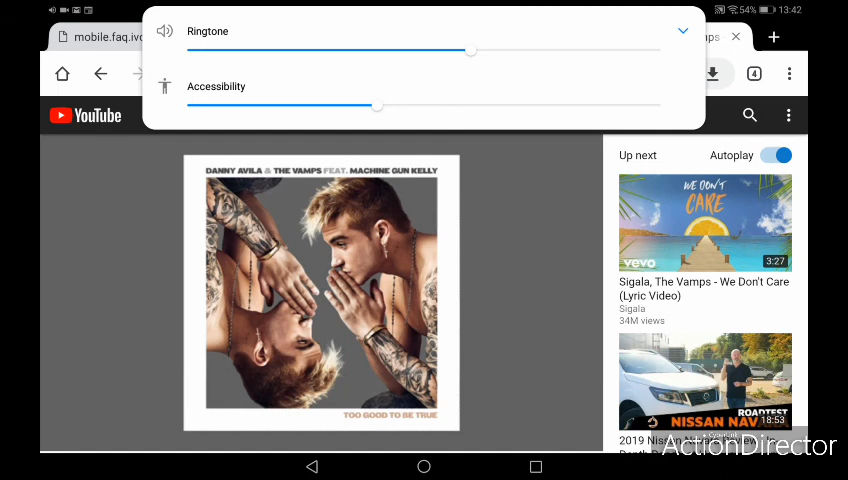 54% 13:42
Ringtone
Accessibility
mobile.faq.ivo
ps
4
YouTube
DANNY AVILA & THE VAMPS FEAT. MACHINE GUN KELLY
TOO GOOD TO BE TRUE
Up next Autoplay
WE DON'T
CARE
vevo 3:27
Sigala, The Vamps - We Don't Care
(Lyric Video)
Sigala
34M views
ROADTEST
NISSAN NAV
18:53
2019
CyberLink
ActionDirector